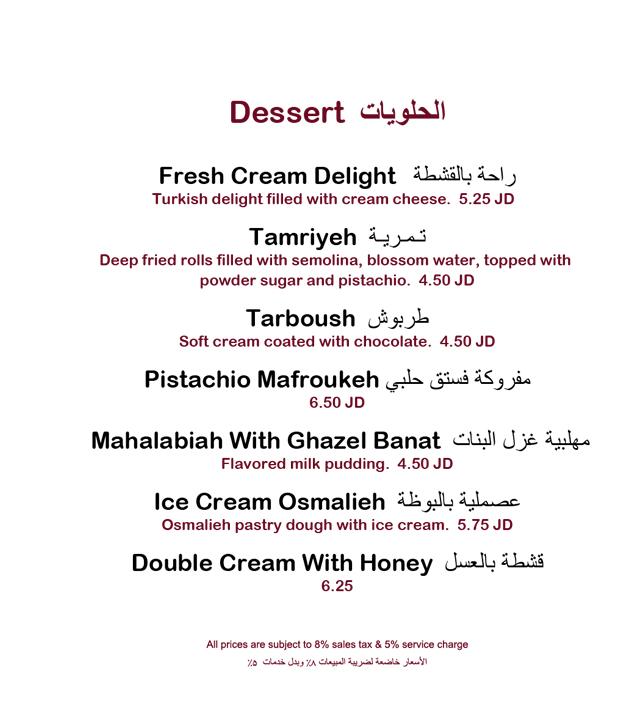 Dessert الحلويات
Fresh Cream Delight راحة بالقشطة
Turkish delight filled with cream cheese. 5.25 JD
Tamriyeh تـمـريـة
Deep fried rolls filled with semolina, blossom water, topped with
powder sugar and pistachio. 4.50 JD
Tarboush طربوش
Soft cream coated with chocolate. 4.50 JD
Pistachio Mafroukeh مفروكة فستق حلبي
6.50 JD
Mahalabiah With Ghazel Banat مهلبية غزل البنات
Flavored milk pudding. 4.50 JD
Ice Cream Osmalieh عصملية بالبوظة
Osmalieh pastry dough with ice cream. 5.75 JD
Double Cream With Honey قشطة بالعسل
6.25
All prices are subject to 8% sales tax & 5% service charge
الأسعار خاضعة لضريبة المبيعات ٨٪ وبدل خدمات ٥٪